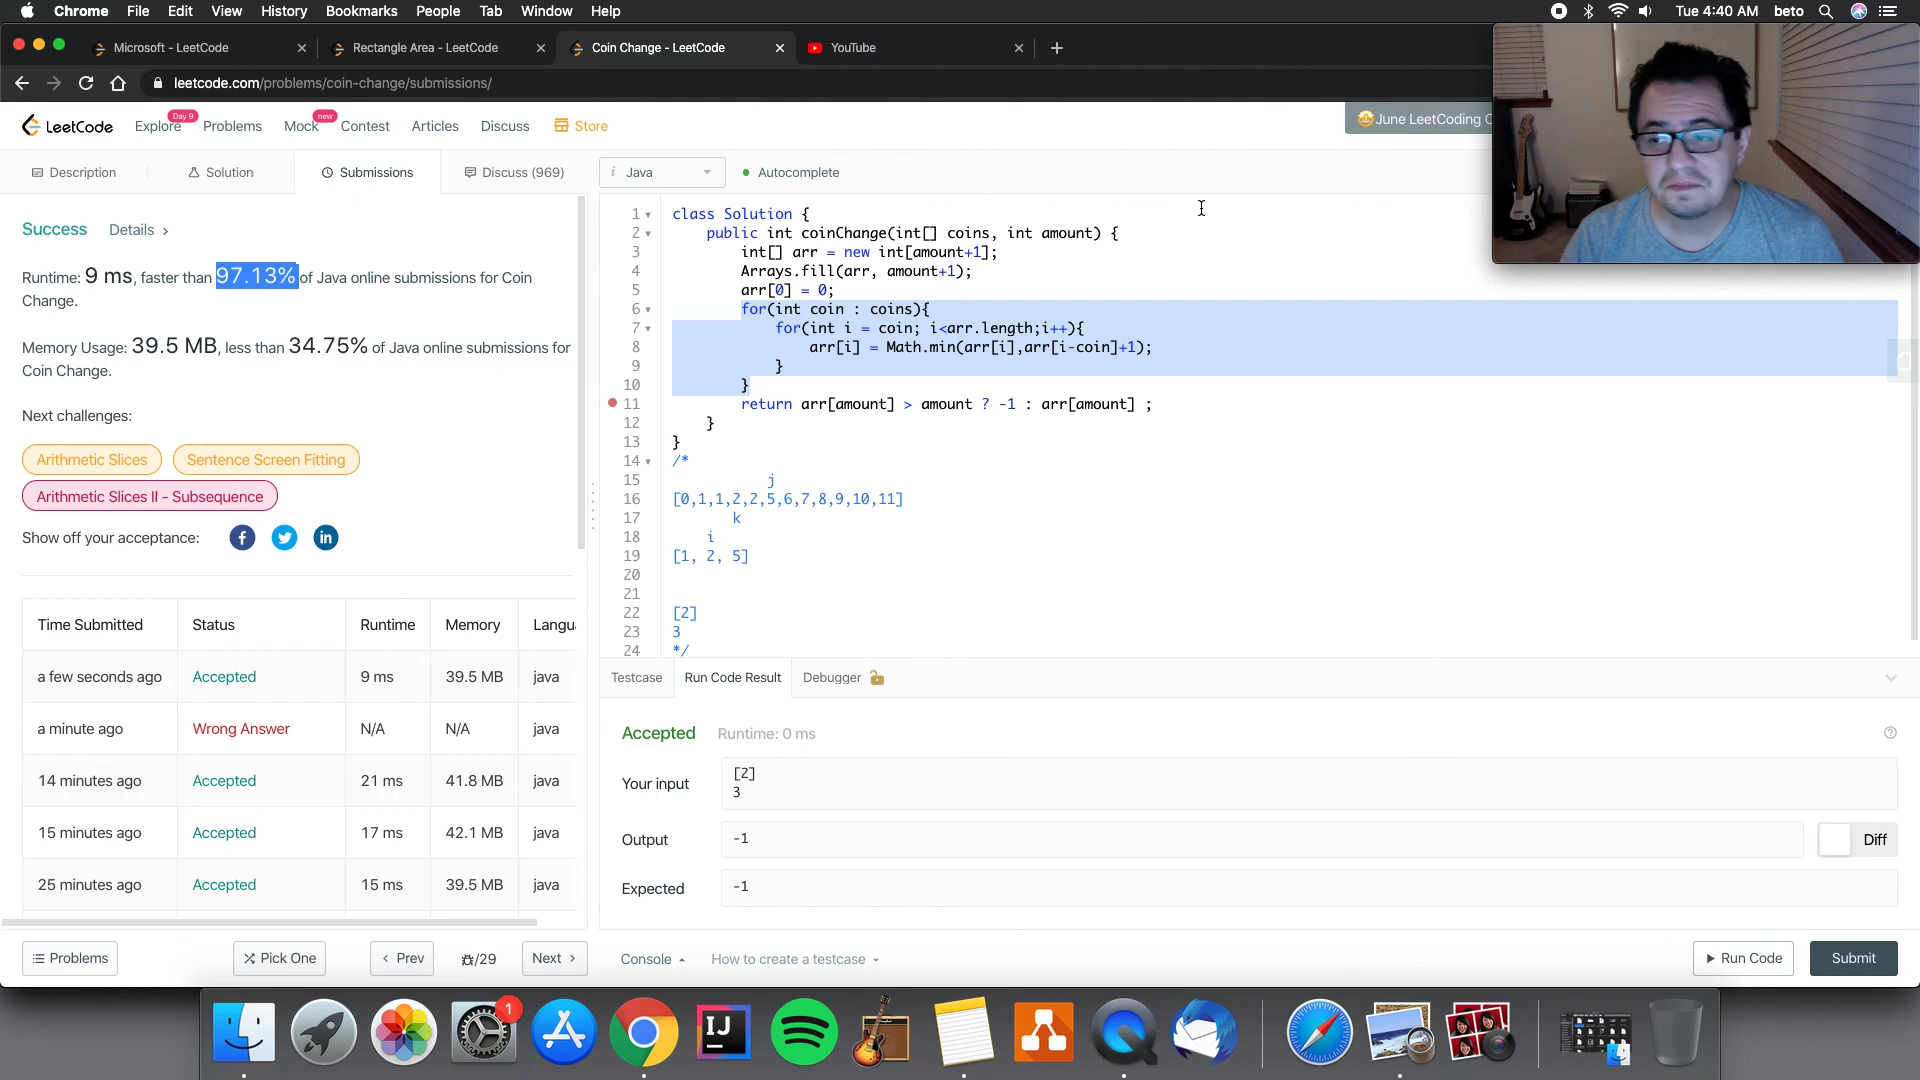 Chrome File Edit View History Bookmarks People Tab Window Help Tue 4:40 AM beto
Microsoft - LeetCode Rectangle Area - LeetCode Coin Change - LeetCode YouTube
leetcode.com/problems/coin-change/submissions/
LeetCode Explore Day 9 Problems Mock new Contest Articles Discuss Store June LeetCoding
Description Solution Submissions Discuss (969) i Java Autocomplete
Success Details >
Runtime: 9 ms, faster than 97.13% of Java online submissions for Coin
Change.
Memory Usage: 39.5 MB, less than 34.75% of Java online submissions for
Coin Change.
Next challenges:
Arithmetic Slices Sentence Screen Fitting
Arithmetic Slices II - Subsequence
Show off your acceptance:
Time Submitted Status Runtime Memory Langu
a few seconds ago Accepted 9 ms 39.5 MB java
a minute ago Wrong Answer N/A N/A java
14 minutes ago Accepted 21 ms 41.8 MB java
15 minutes ago Accepted 17 ms 42.1 MB java
25 minutes ago Accepted 15 ms 39.5 MB java
1 class Solution {
2 public int coinChange(int[] coins, int amount) {
3 int[] arr = new int[amount+1];
4 Arrays.fill(arr, amount+1);
5 arr[0] = 0;
6 for(int coin : coins){
7 for(int i = coin; i<arr.length;i++){
8 arr[i] = Math.min(arr[i],arr[i-coin]+1);
9 }
10 }
11 return arr[amount] > amount ? -1 : arr[amount] ;
12 }
13 }
14 /*
15 j
16 [0,1,1,2,2,5,6,7,8,9,10,11]
17 k
18 i
19 [1, 2, 5]
20
21
22 [2]
23 3
24 */
Testcase Run Code Result Debugger
Accepted Runtime: 0 ms
Your input [2]
3
Output -1 Diff
Expected -1
Problems Pick One < Prev /29 Next > Console How to create a testcase Run Code Submit
1
IJ